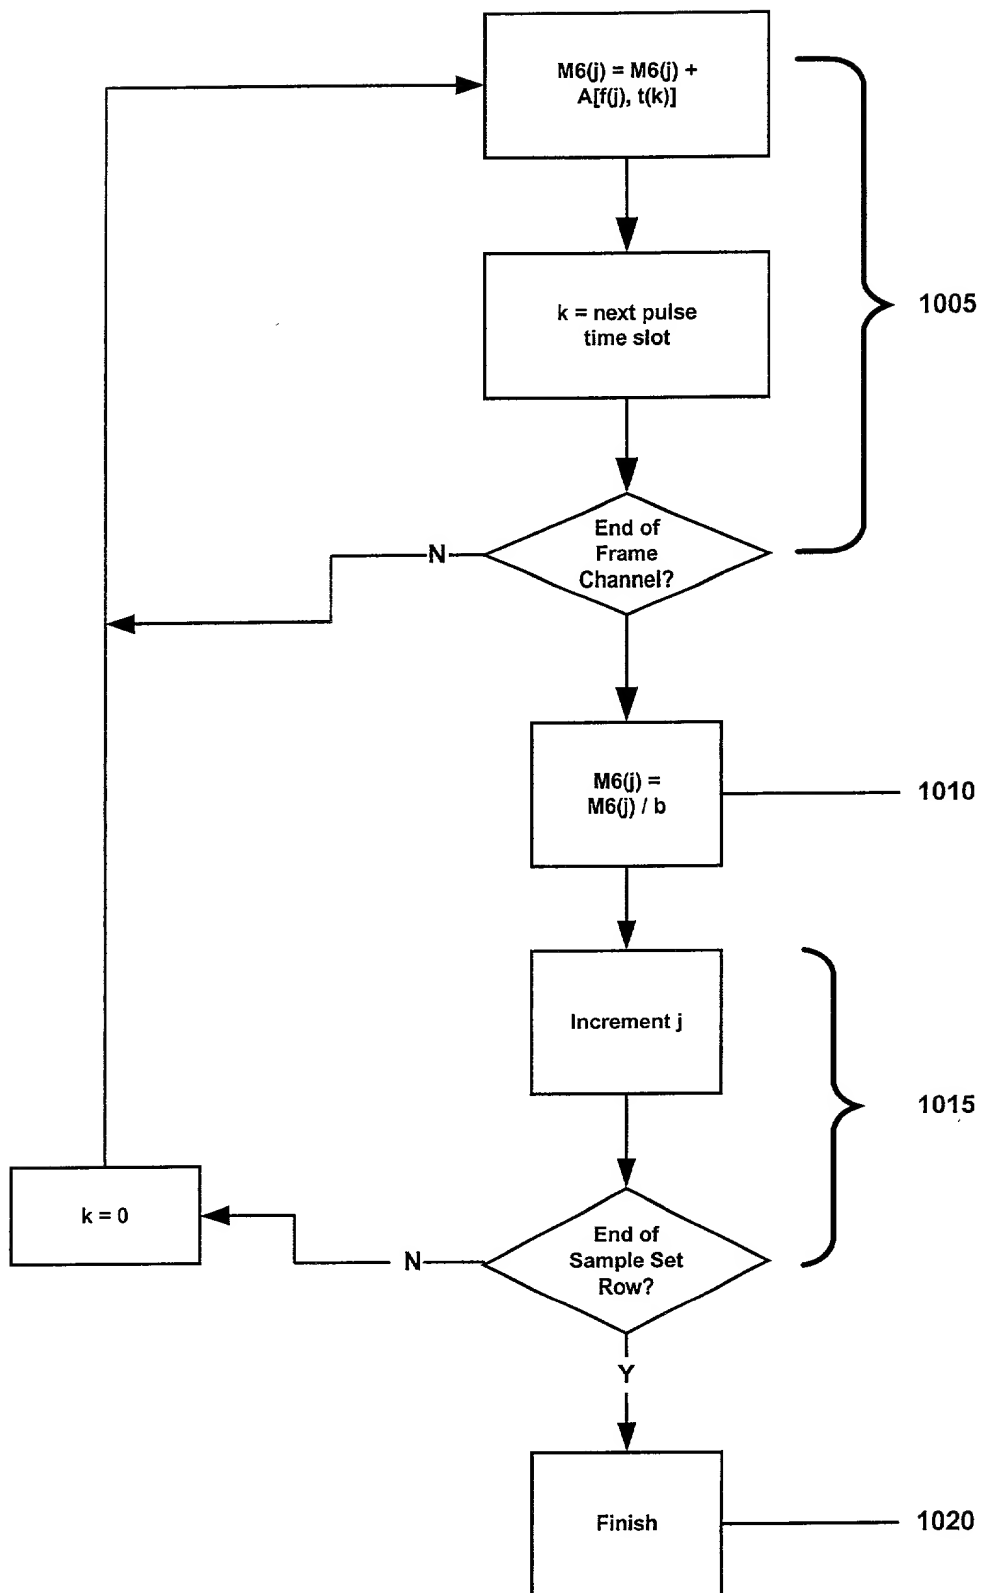 M6(j) = M6(j) +
A[f(j), t(k)]
k = next pulse
time slot
1005
End of
Frame
Channel?
N
M6(j) =
M6(j) / b
1010
Increment j
1015
k = 0
N
End of
Sample Set
Row?
Y
Finish
1020